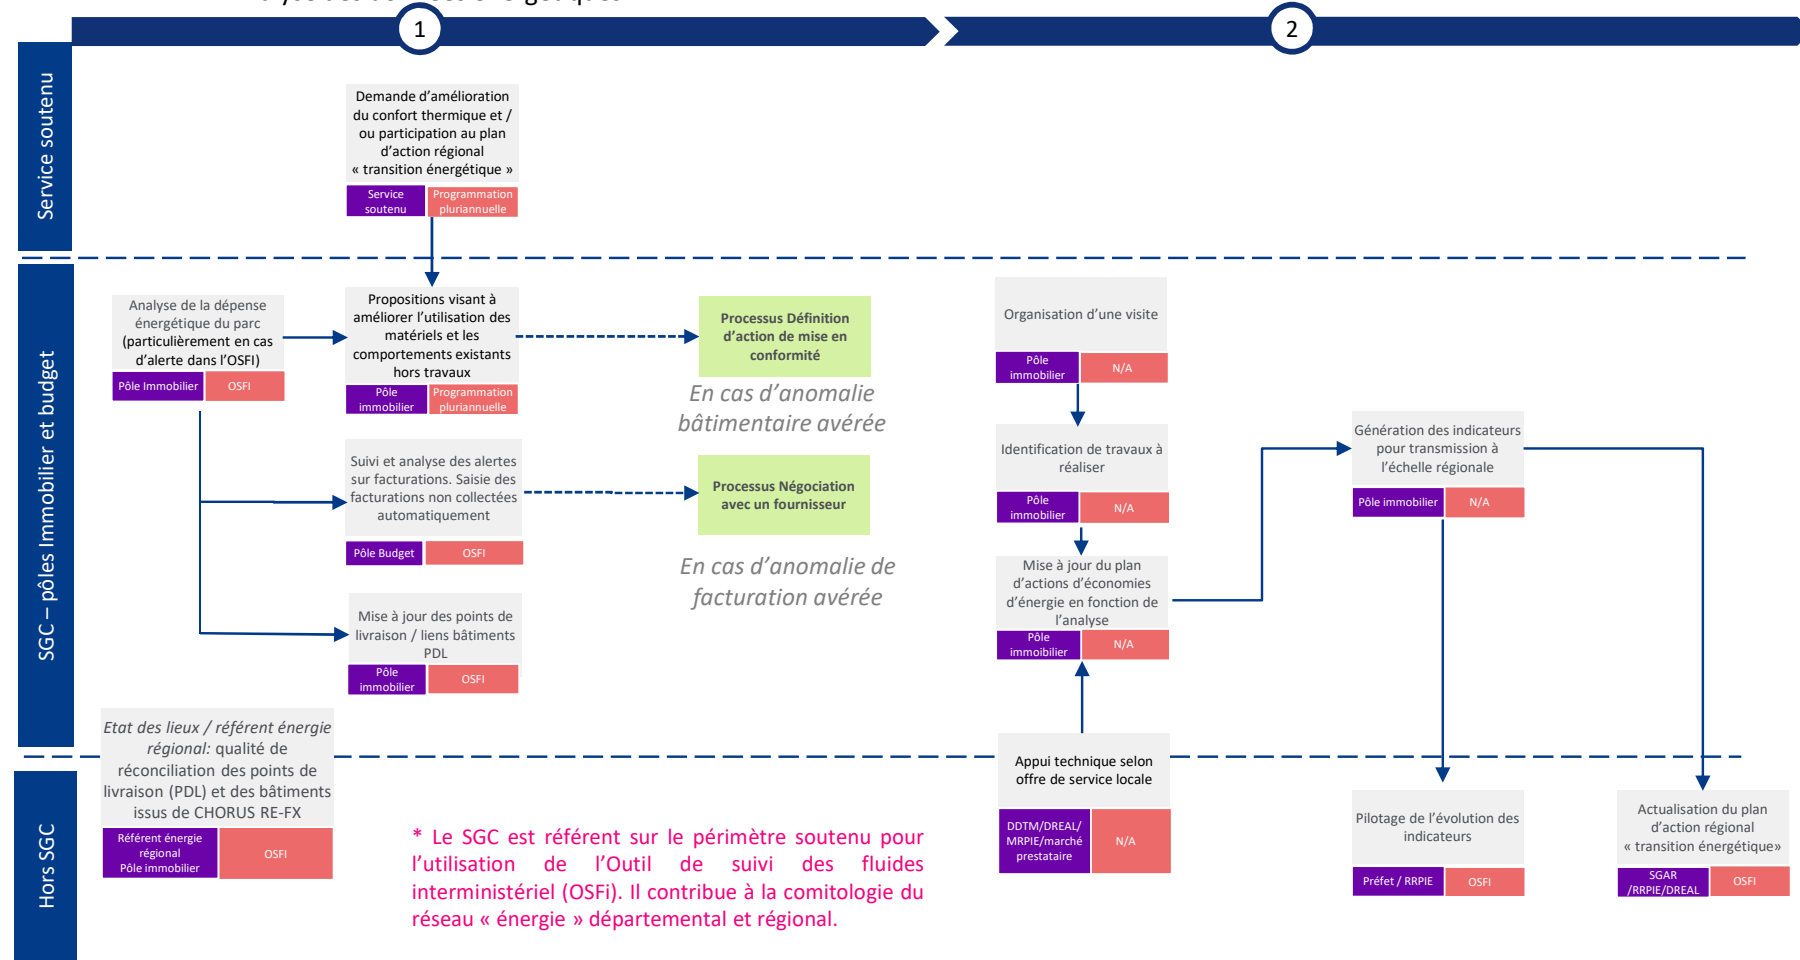 des données énergétiques
1
2
Service soutenu
Demande d’amélioration
du confort thermique et /
ou participation au plan
d’action régional
« transition énergétique »
Service
soutenu
Programmation
pluriannuelle
SGC – pôles Immobilier et budget
Analyse de la dépense
énergétique du parc
(particulièrement en cas
d’alerte dans l’OSFI)
Pôle Immobilier
OSFI
Propositions visant à
améliorer l’utilisation des
matériels et les
comportements existants
hors travaux
Pôle
immobilier
Programmation
pluriannuelle
Processus Définition
d’action de mise en
conformité
En cas d’anomalie
bâtimentaire avérée
Suivi et analyse des alertes
sur facturations. Saisie des
facturations non collectées
automatiquement
Pôle Budget
OSFI
Processus Négociation
avec un fournisseur
En cas d’anomalie de
facturation avérée
Mise à jour des points de
livraison / liens bâtiments
PDL
Pôle
immobilier
OSFI
Organisation d’une visite
Pôle
immobilier
N/A
Identification de travaux à
réaliser
Pôle
immobilier
N/A
Mise à jour du plan
d’actions d’économies
d’énergie en fonction de
l’analyse
Pôle
immobilier
N/A
Génération des indicateurs
pour transmission à
l’échelle régionale
Pôle immobilier
N/A
Hors SGC
Etat des lieux / référent énergie
régional: qualité de
réconciliation des points de
livraison (PDL) et des bâtiments
issus de CHORUS RE-FX
Référent énergie
régional
Pôle immobilier
OSFI
* Le SGC est référent sur le périmètre soutenu pour
l’utilisation de l’Outil de suivi des fluides
interministériel (OSFi). Il contribue à la comitologie du
réseau « énergie » départemental et régional.
Appui technique selon
offre de service locale
DDTM/DREAL/
MRPIE/marché
prestataire
N/A
Pilotage de l’évolution des
indicateurs
Préfet / RRPIE
OSFI
Actualisation du plan
d’action régional
« transition énergétique»
SGAR
/RRPIE/DREAL
OSFI